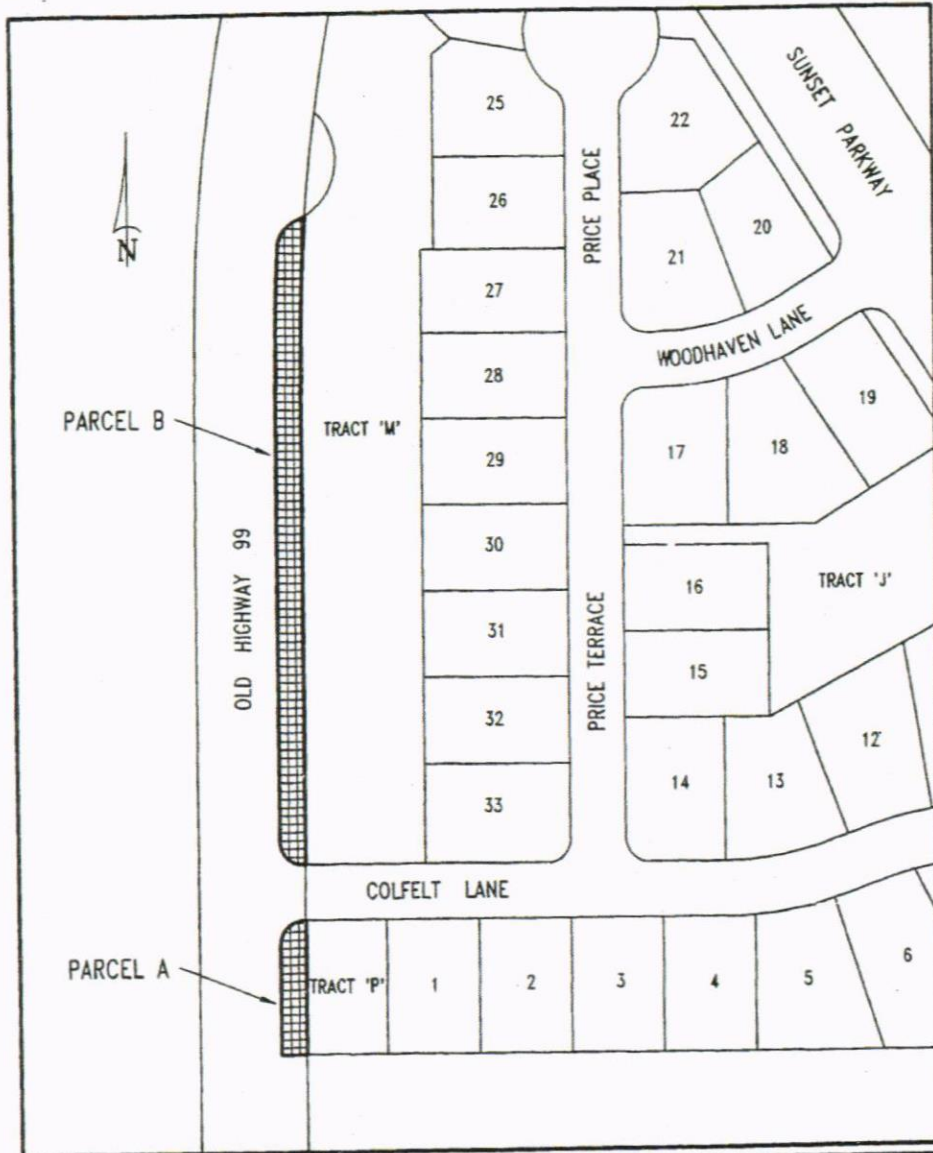 SUNSET PARKWAY
25
22
PRICE PLACE
26
20
N
21
27
WOODHAVEN LANE
28
19
PARCEL B
TRACT 'M'
18
29
17
OLD HIGHWAY 99
30
16
TRACT 'J'
31
PRICE TERRACE
15
32
12
14
13
33
COLFELT LANE
PARCEL A
TRACT 'P'
1
2
3
4
5
6